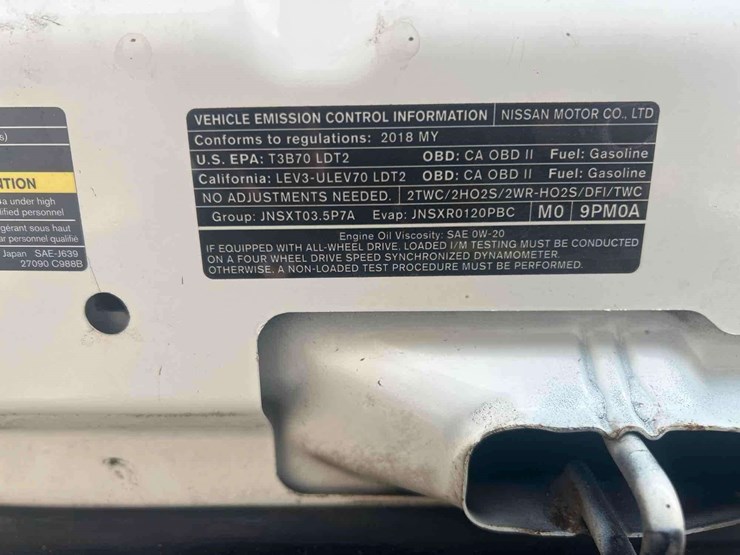 s)
TION
a under high
ified personnel
gérant sous haut
ar personnel qualifié
Japan SAE-J639
27090 C988B
VEHICLE EMISSION CONTROL INFORMATION NISSAN MOTOR CO., LTD
Conforms to regulations: 2018 MY
U.S. EPA: T3B70 LDT2 OBD: CA OBD II Fuel: Gasoline
California: LEV3-ULEV70 LDT2 OBD: CA OBD II Fuel: Gasoline
NO ADJUSTMENTS NEEDED. 2TWC/2HO2S/2WR-HO2S/DFI/TWC
Group: JNSXT03.5P7A Evap: JNSXR0120PBC M0 9PM0A
Engine Oil Viscosity: SAE 0W-20
IF EQUIPPED WITH ALL-WHEEL DRIVE, LOADED I/M TESTING MUST BE CONDUCTED
ON A FOUR WHEEL DRIVE SPEED SYNCHRONIZED DYNAMOMETER.
OTHERWISE, A NON-LOADED TEST PROCEDURE MUST BE PERFORMED.